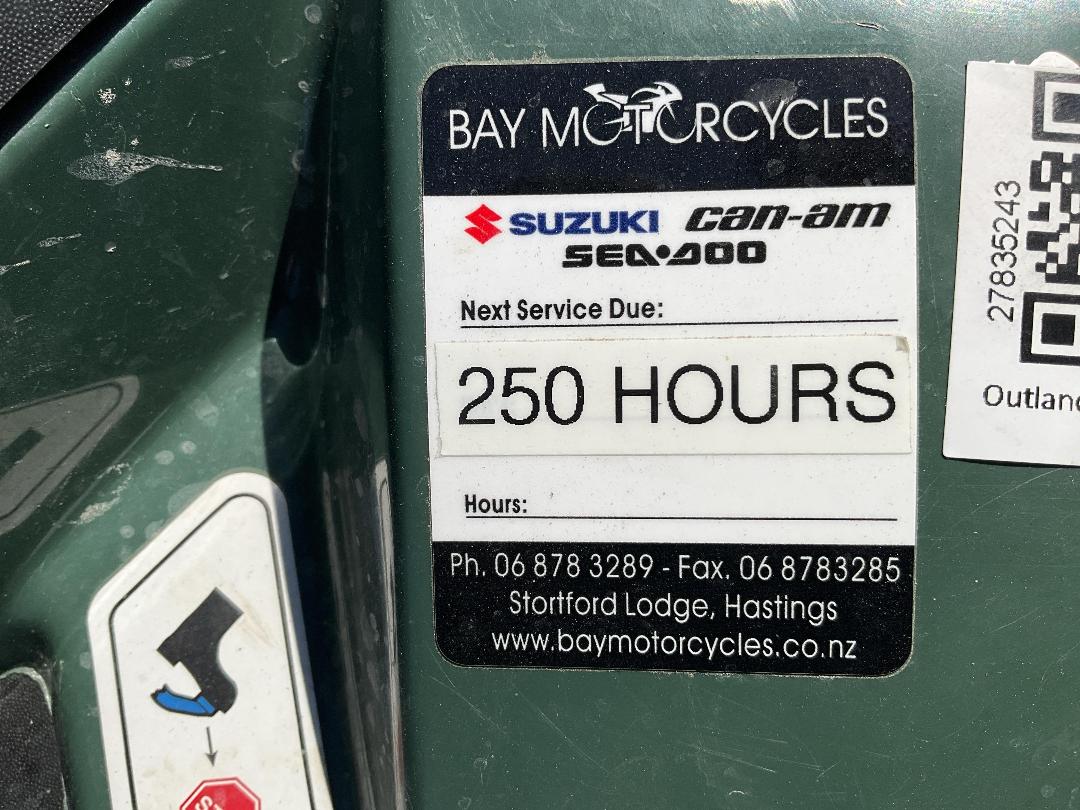 BAY MOTORCYCLES
SUZUKI can-am
SEA-DOO
Next Service Due:
250 HOURS
Hours:
Ph. 06 878 3289 - Fax. 06 8783285
Stortford Lodge, Hastings
www.baymotorcycles.co.nz
27835243